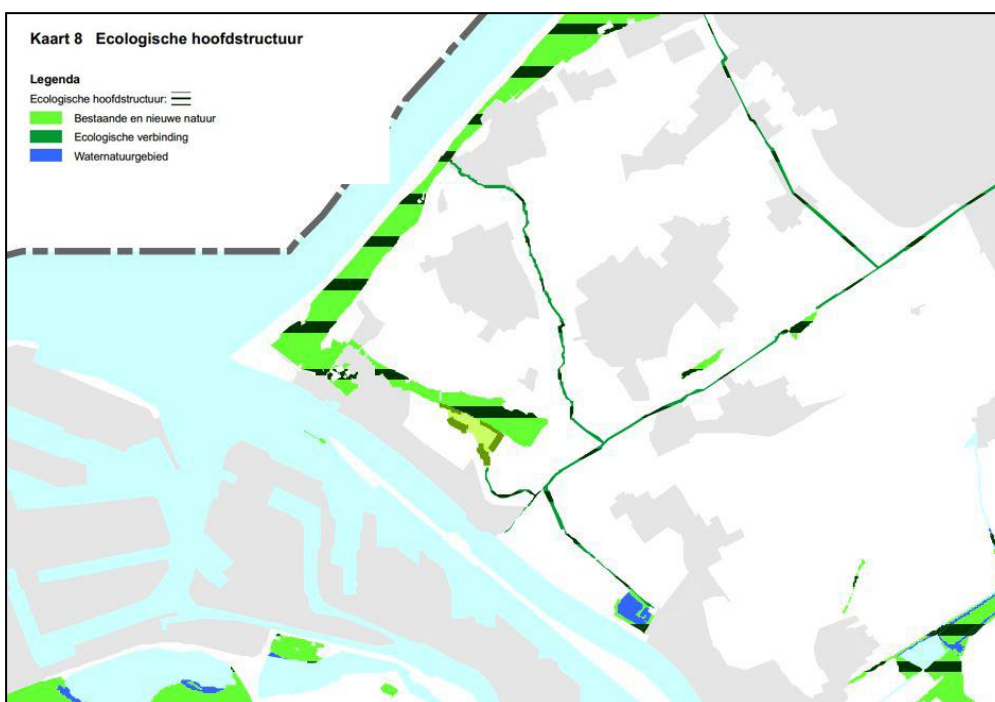 Kaart 8 Ecologische hoofdstructuur
Legenda
Ecologische hoofdstructuur:
Bestaande en nieuwe natuur
Ecologische verbinding
Waternatuurgebied